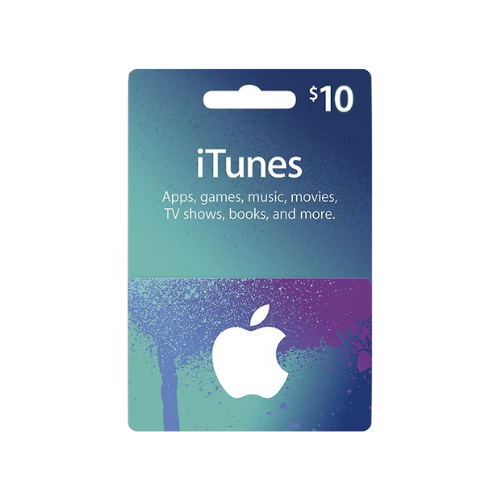 $10
iTunes
Apps, games, music, movies,
TV shows, books, and more.